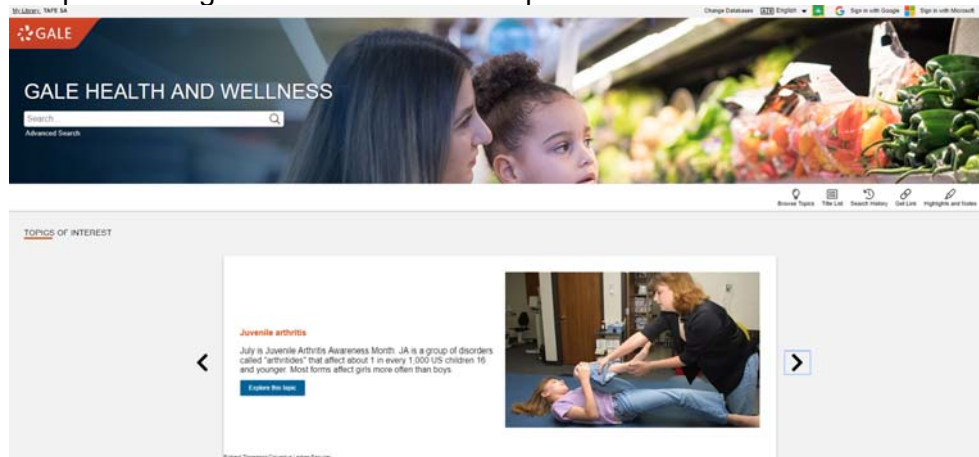 My Library: TAFE SA
Change Databases English Sign in with Google Sign in with Microsoft
GALE
GALE HEALTH AND WELLNESS
Search...
Advanced Search
Browse Topics Title List Search History Get Link Highlights and Notes
TOPICS OF INTEREST
Juvenile arthritis
July is Juvenile Arthritis Awareness Month. JA is a group of disorders
called "arthritides" that affect about 1 in every 1,000 US children 16
and younger. Most forms affect girls more often than boys.
Explore this topic